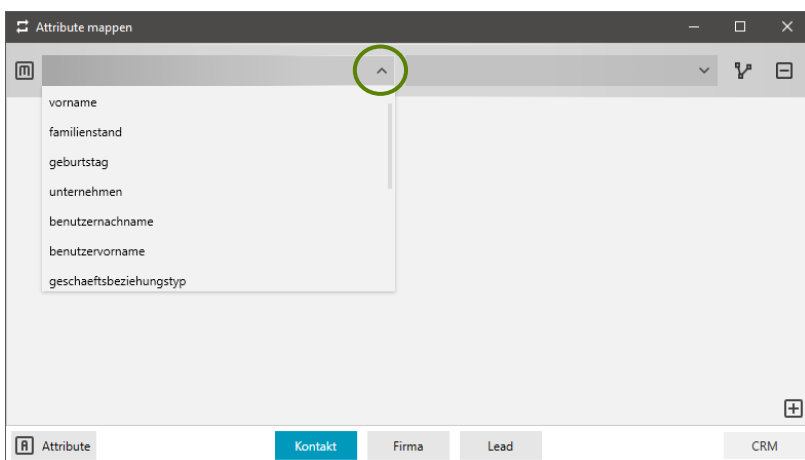 Attribute mappen
vorname
familienstand
geburtstag
unternehmen
benutzernachname
benutzervorname
geschaeftsbeziehungstyp
Attribute
Kontakt
Firma
Lead
CRM